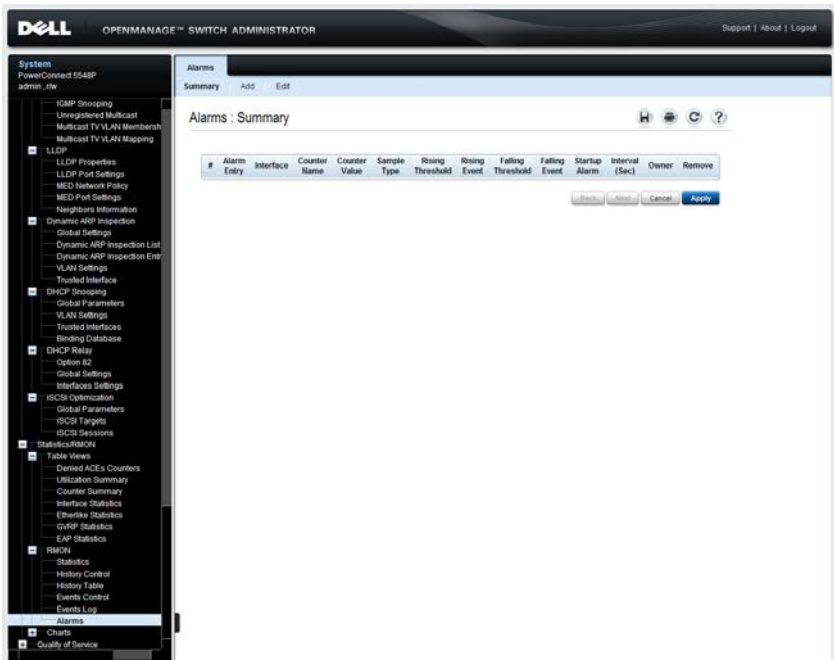 DELL
OPENMANAGE™ SWITCH ADMINISTRATOR
Support | About | Logout
System
PowerConnect 5548P
admin , r/w
IGMP Snooping
Unregistered Multicast
Multicast TV VLAN Membersh
Multicast TV VLAN Mapping
LLDP
LLDP Properties
LLDP Port Settings
MED Network Policy
MED Port Settings
Neighbors Information
Dynamic ARP Inspection
Global Settings
Dynamic ARP Inspection List
Dynamic ARP Inspection Entr
VLAN Settings
Trusted Interface
DHCP Snooping
Global Parameters
VLAN Settings
Trusted Interfaces
Binding Database
DHCP Relay
Option 82
Global Settings
Interfaces Settings
iSCSI Optimization
Global Parameters
iSCSI Targets
iSCSI Sessions
Statistics/RMON
Table Views
Denied ACEs Counters
Utilization Summary
Counter Summary
Interface Statistics
Etherlike Statistics
GVRP Statistics
EAP Statistics
RMON
Statistics
History Control
History Table
Events Control
Events Log
Alarms
Charts
Quality of Service
Alarms
Summary Add Edit
Alarms : Summary
# Alarm Entry Interface Counter Name Counter Value Sample Type Rising Threshold Rising Event Falling Threshold Falling Event Startup Alarm Interval (Sec) Owner Remove
Back Next Cancel Apply